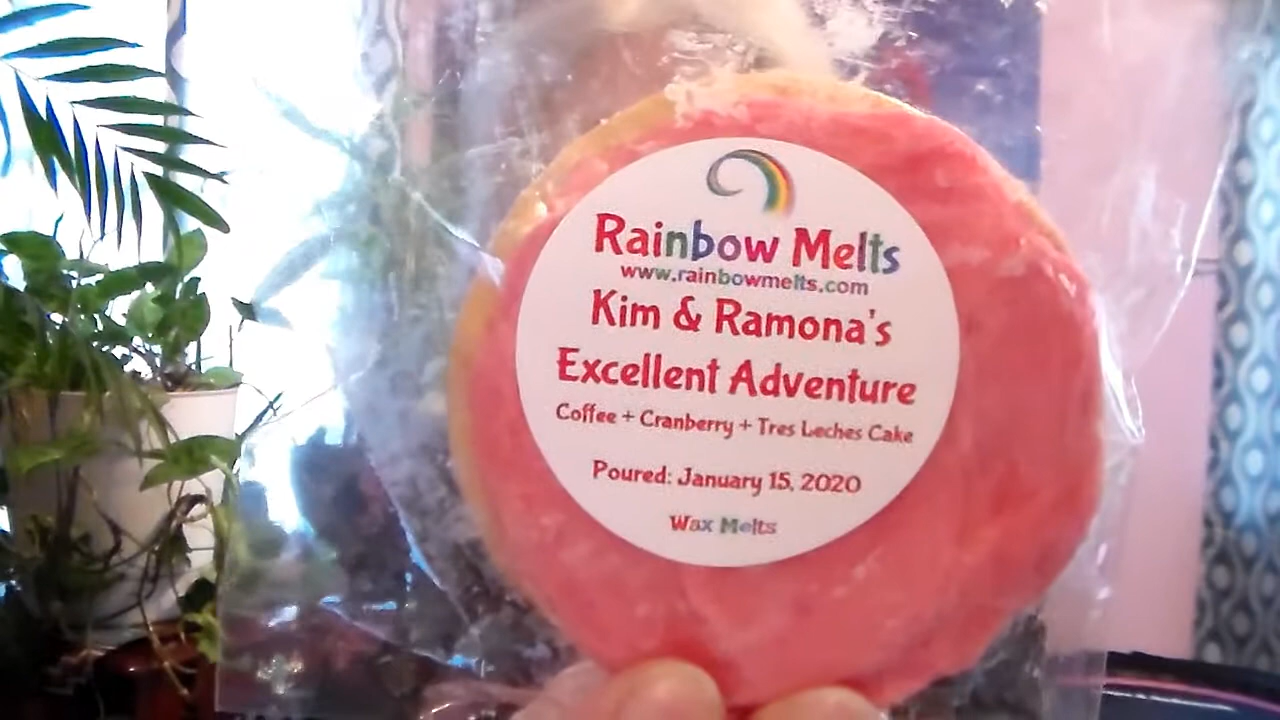 Rainbow Melts
www.rainbowmelts.com
Kim & Ramona's
Excellent Adventure
Coffee + Cranberry + Tres Leches Cake
Poured: January 15, 2020
Wax Melts